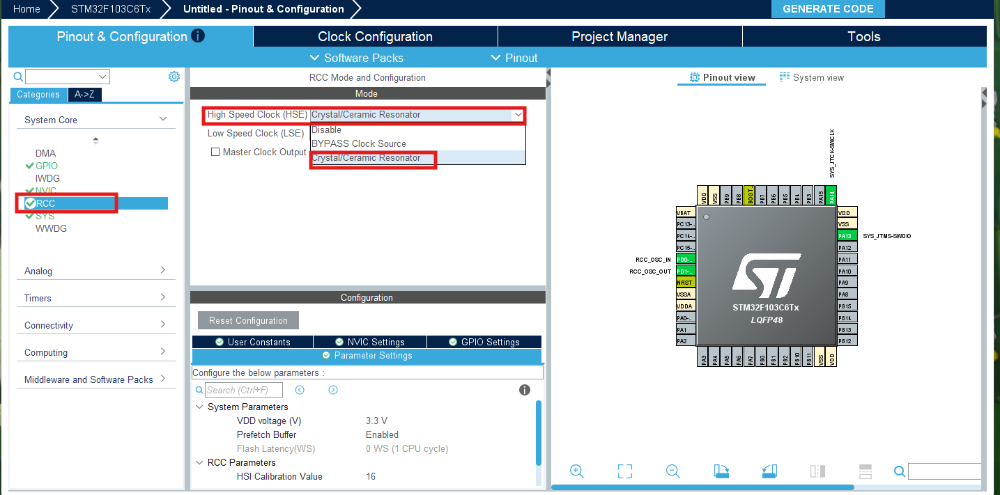 Home STM32F103C6Tx Untitled - Pinout & Configuration GENERATE CODE
Pinout & Configuration Clock Configuration Project Manager Tools
Software Packs Pinout
Categories A->Z
System Core
DMA
GPIO
IWDG
NVIC
RCC
SYS
WWDG
Analog
Timers
Connectivity
Computing
Middleware and Software Packs
RCC Mode and Configuration
Mode
High Speed Clock (HSE) Crystal/Ceramic Resonator
Low Speed Clock (LSE)
Disable
BYPASS Clock Source
Master Clock Output
Crystal/Ceramic Resonator
Configuration
Reset Configuration
User Constants NVIC Settings GPIO Settings
Parameter Settings
Configure the below parameters :
Search (Ctrl+F)
System Parameters
VDD voltage (V) 3.3 V
Prefetch Buffer Enabled
Flash Latency(WS) 0 WS (1 CPU cycle)
RCC Parameters
HSI Calibration Value 16
Pinout view System view
SYS_JTCK-SWCLK
VDD VSS PB9 PB8 BOOT.. PB7 PB6 PB5 PB4 PB3 PA15 PA14
VBAT
PC13-..
PC14-..
PC15-..
RCC_OSC_IN PD0-..
RCC_OSC_OUT PD1-..
NRST
VSSA
VDDA
PA0-..
PA1
PA2
STM32F103C6Tx
LQFP48
VDD
VSS
PA13 SYS_JTMS-SWDIO
PA12
PA11
PA10
PA9
PA8
PB15
PB14
PB13
PB12
PA3 PA4 PA5 PA6 PA7 PB0 PB1 PB2 PB10 PB11 VSS VDD